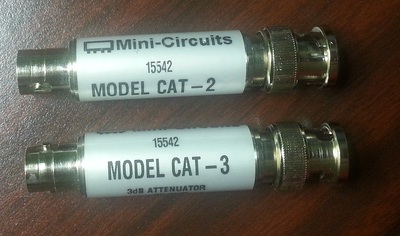 Mini-Circuits
15542
MODEL CAT-2
15542
MODEL CAT-3
3dB ATTENUATOR